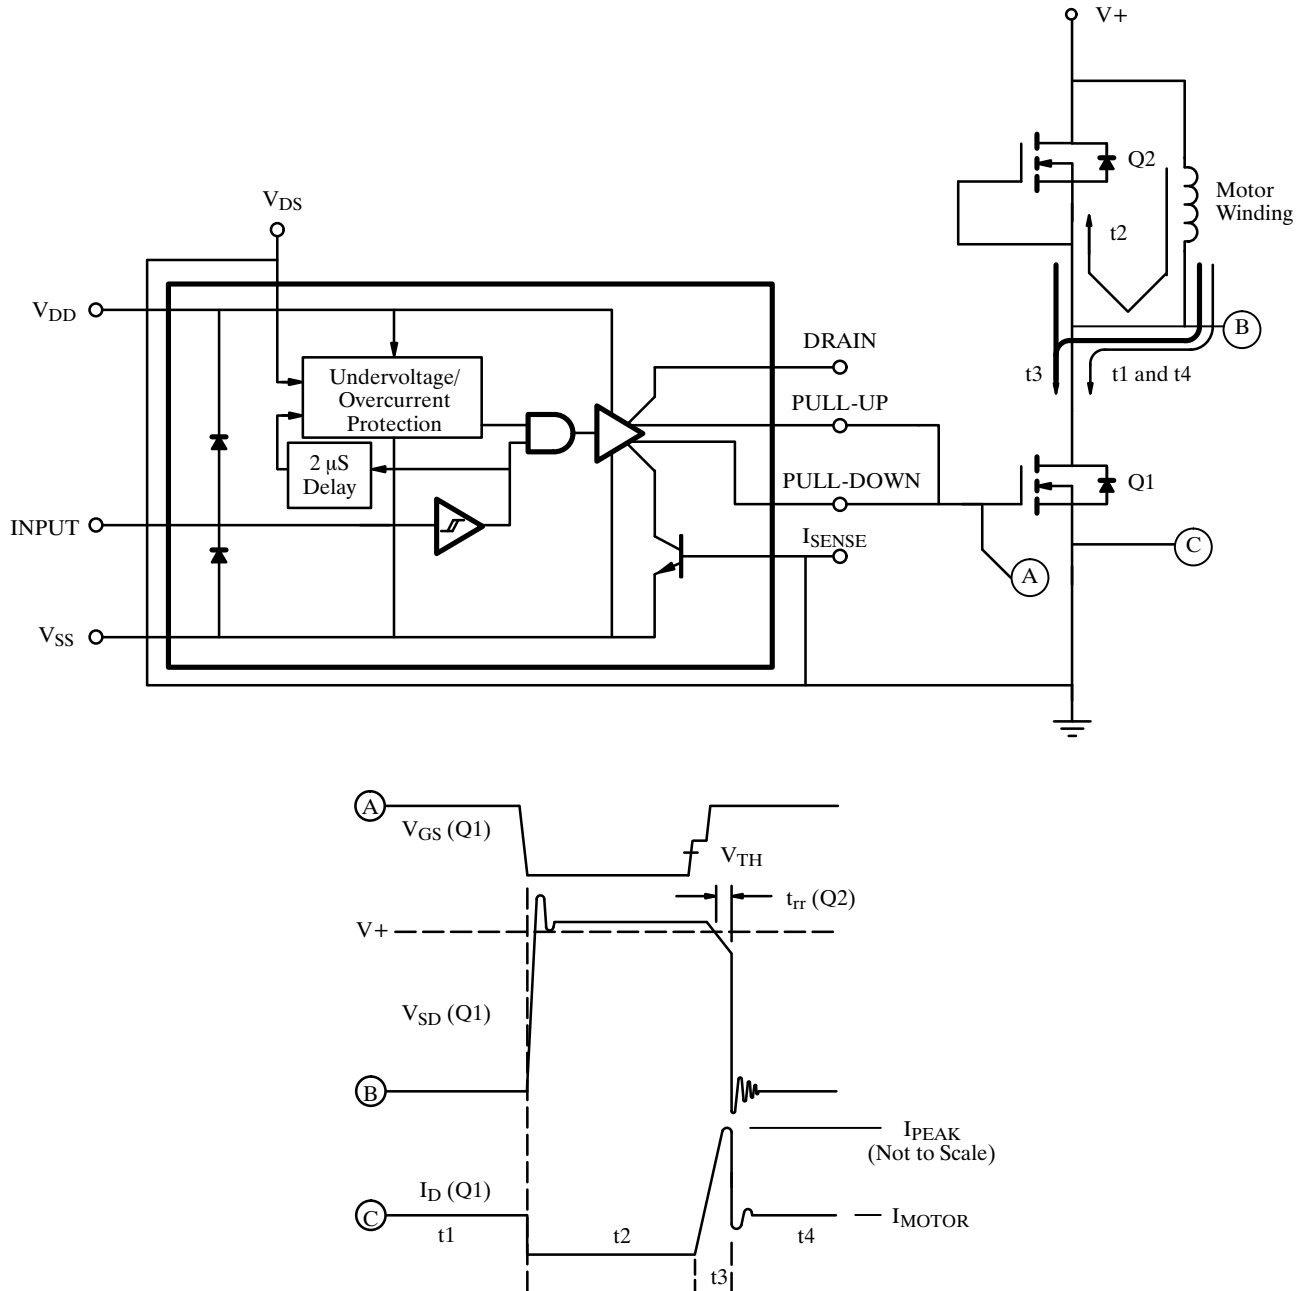 V+
Q2
Motor
Winding
t2
VDS
VDD
B
DRAIN
t3
t1 and t4
Undervoltage/
Overcurrent
Protection
PULL-UP
2 µS
Delay
PULL-DOWN
Q1
INPUT
ISENSE
C
A
VSS
A
VGS (Q1)
VTH
trr (Q2)
V+
VSD (Q1)
B
IPEAK
(Not to Scale)
ID (Q1)
C
IMOTOR
t1
t2
t4
t3